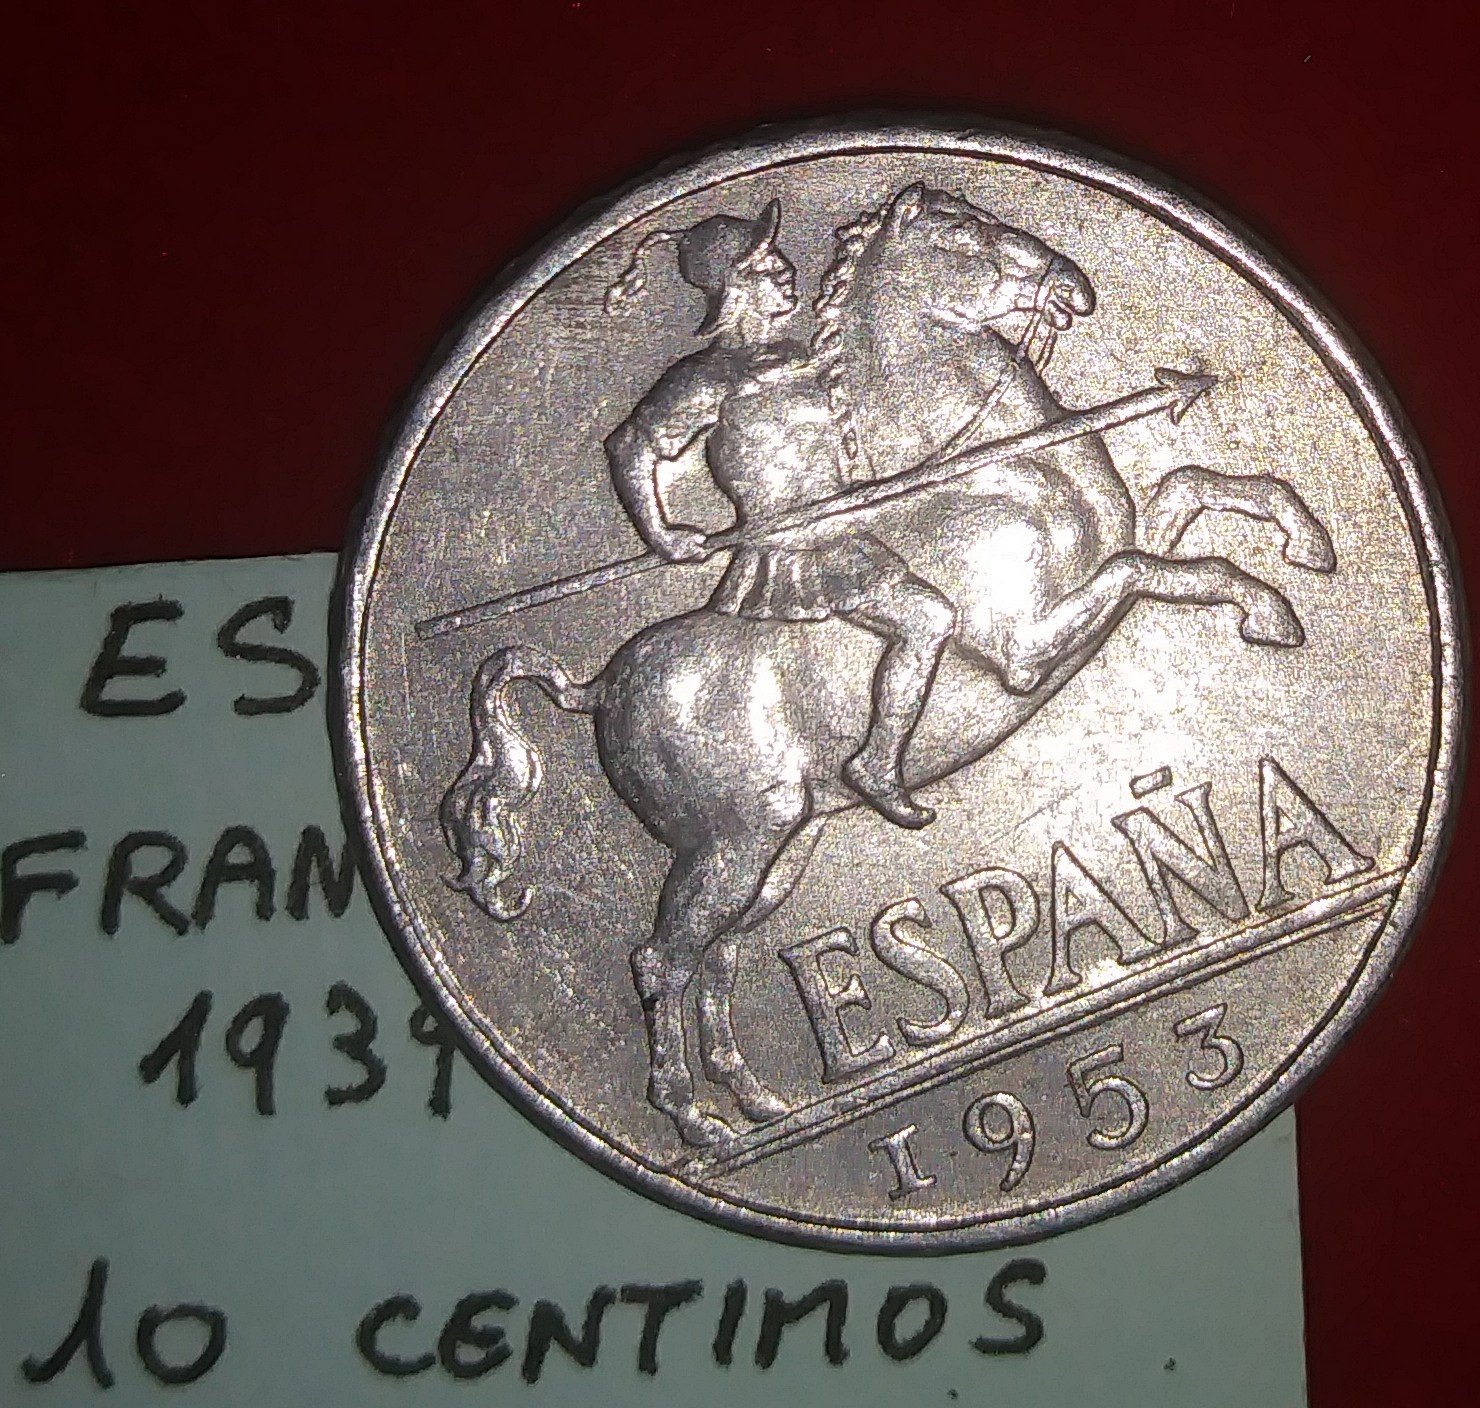 ES
FRAN
1939
10 CENTIMOS
ESPAÑA
1953